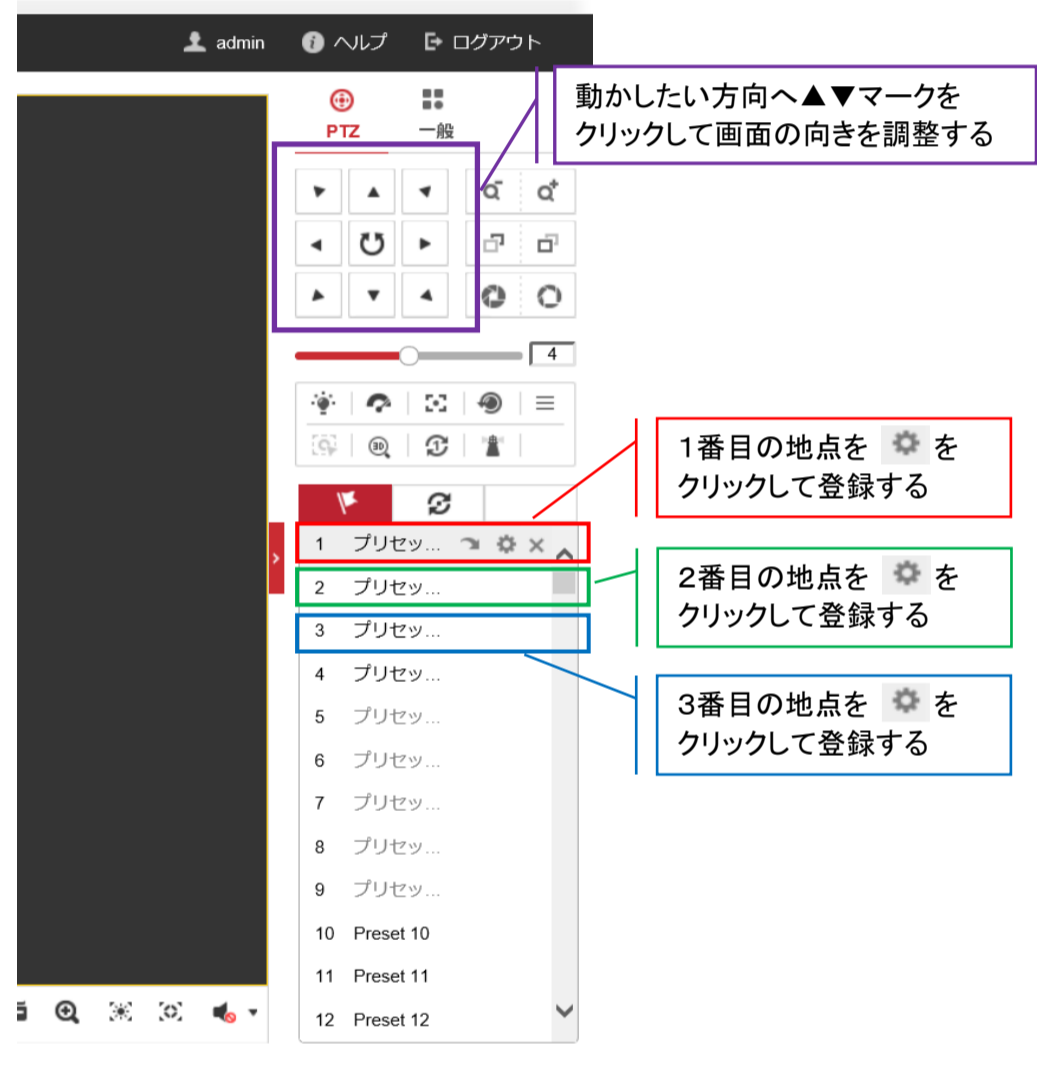 admin ヘルプ ログアウト
動かしたい方向へ▲▼マークを
クリックして画面の向きを調整する
PTZ 一般
4
1番目の地点を を
クリックして登録する
1 プリセッ...
2 プリセッ...
2番目の地点を を
クリックして登録する
3 プリセッ...
4 プリセッ...
3番目の地点を を
クリックして登録する
5 プリセッ...
6 プリセッ...
7 プリセッ...
8 プリセッ...
9 プリセッ...
10 Preset 10
11 Preset 11
12 Preset 12